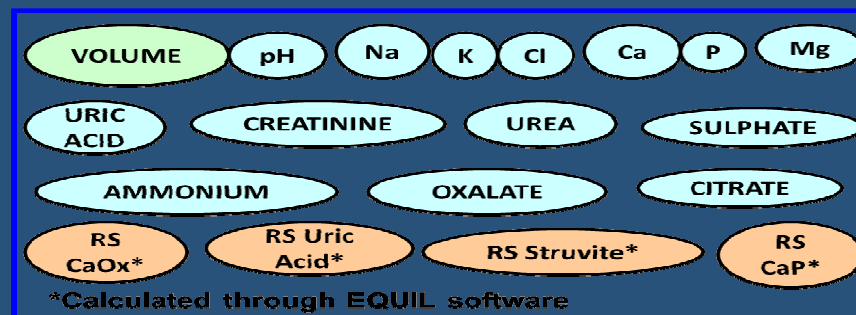 VOLUME pH Na K Cl Ca P Mg
URIC ACID CREATININE UREA SULPHATE
AMMONIUM OXALATE CITRATE
RS CaOx* RS Uric Acid* RS Struvite* RS CaP*
*Calculated through EQUIL software